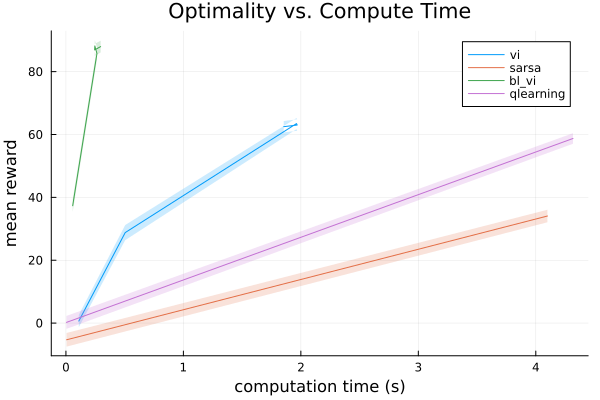 Optimality vs. Compute Time
mean reward
80
60
40
20
0
vi
sarsa
bl_vi
qlearning
0 1 2 3 4
computation time (s)